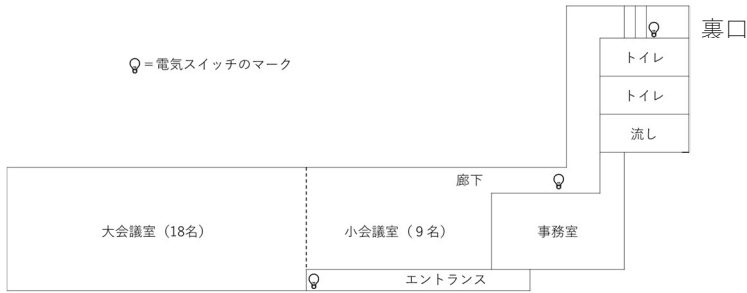 裏口
＝電気スイッチのマーク
トイレ
トイレ
流し
廊下
大会議室（18名）
小会議室（９名）
事務室
エントランス